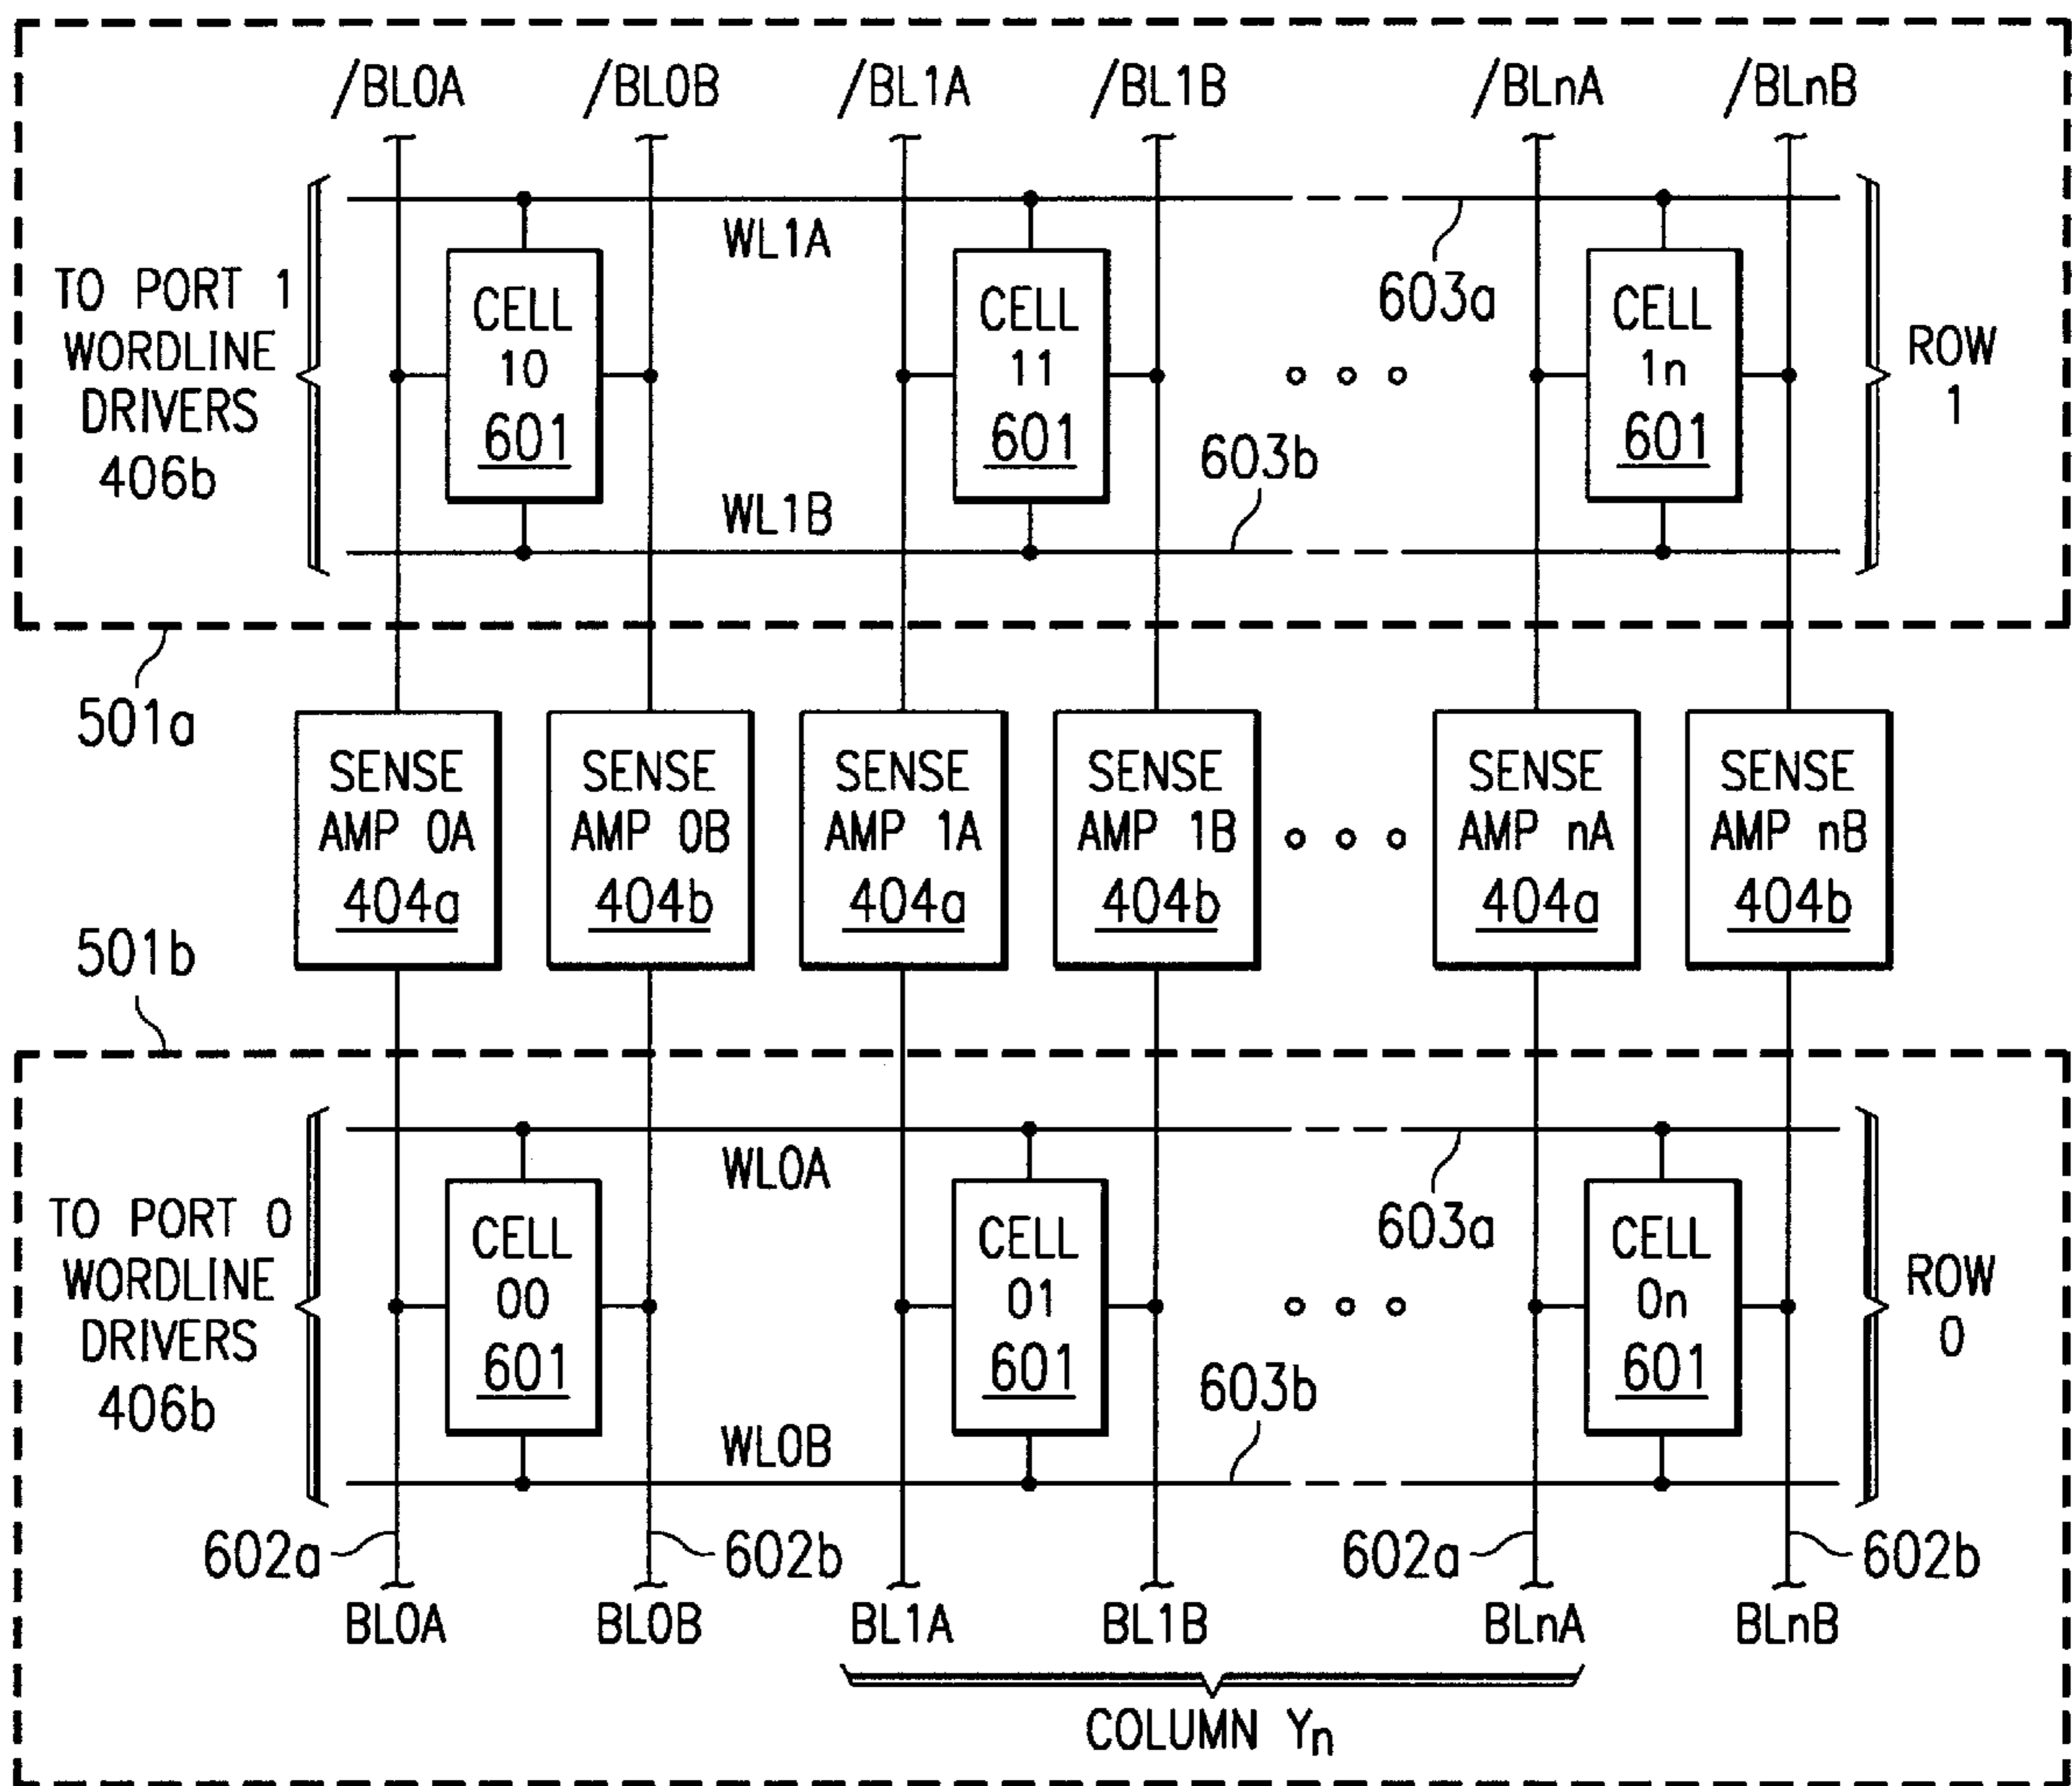 /BL0A /BL0B /BL1A /BL1B /BLnA /BLnB
WL1A
603a
TO PORT 1
WORDLINE
DRIVERS
406b
CELL
10
601
CELL
11
601
CELL
1n
601
ROW
1
603b
WL1B
501a
SENSE
AMP 0A
404a
SENSE
AMP 0B
404b
SENSE
AMP 1A
404a
SENSE
AMP 1B
404b
SENSE
AMP nA
404a
SENSE
AMP nB
404b
501b
WL0A
603a
TO PORT 0
WORDLINE
DRIVERS
406b
CELL
00
601
CELL
01
601
CELL
0n
601
ROW
0
603b
WL0B
602a 602b 602a 602b
BL0A BL0B BL1A BL1B BLnA BLnB
COLUMN Yn